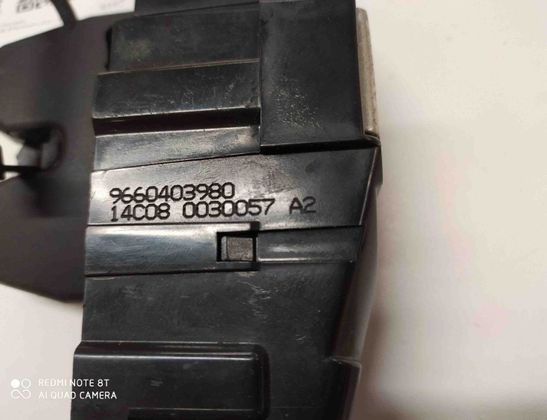 9660403980
14C08 0030057 A2
REDMI NOTE 8T
AI QUAD CAMERA